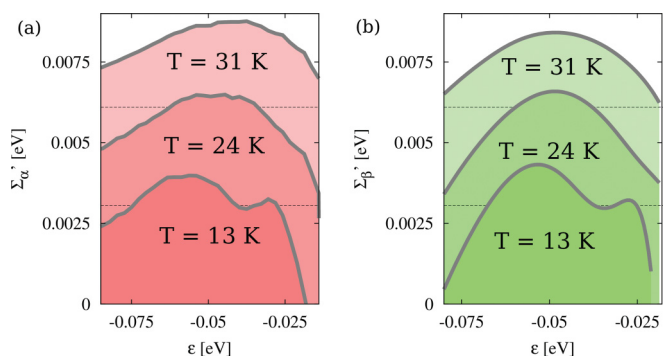 (a)
Σα' [eV]
0.0075
0.005
0.0025
0
T = 31 K
T = 24 K
T = 13 K
-0.075
-0.05
-0.025
ε [eV]
(b)
Σβ' [eV]
0.0075
0.005
0.0025
0
T = 31 K
T = 24 K
T = 13 K
-0.075
-0.05
-0.025
ε [eV]